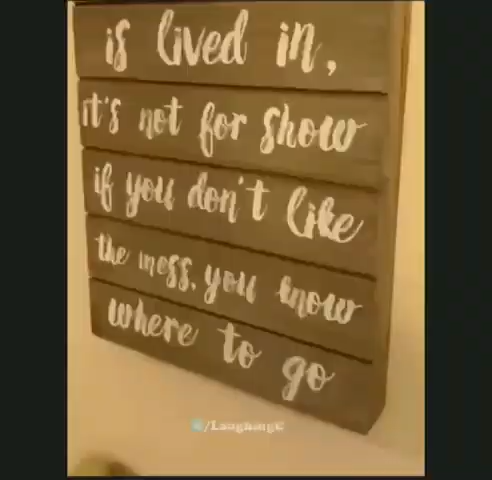 is lived in,
it's not for show
if you don't like
the mess, you know
where to go